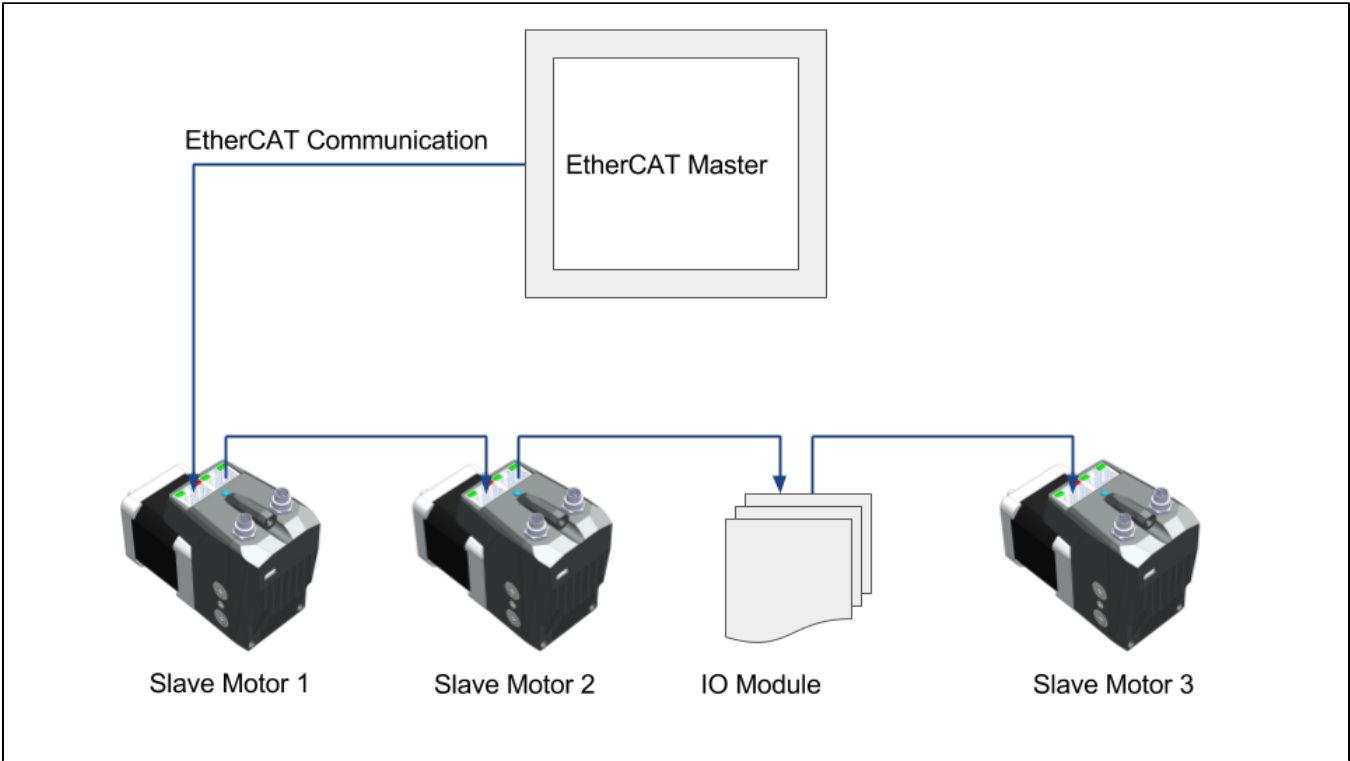 EtherCAT Communication
EtherCAT Master
Slave Motor 1
Slave Motor 2
IO Module
Slave Motor 3